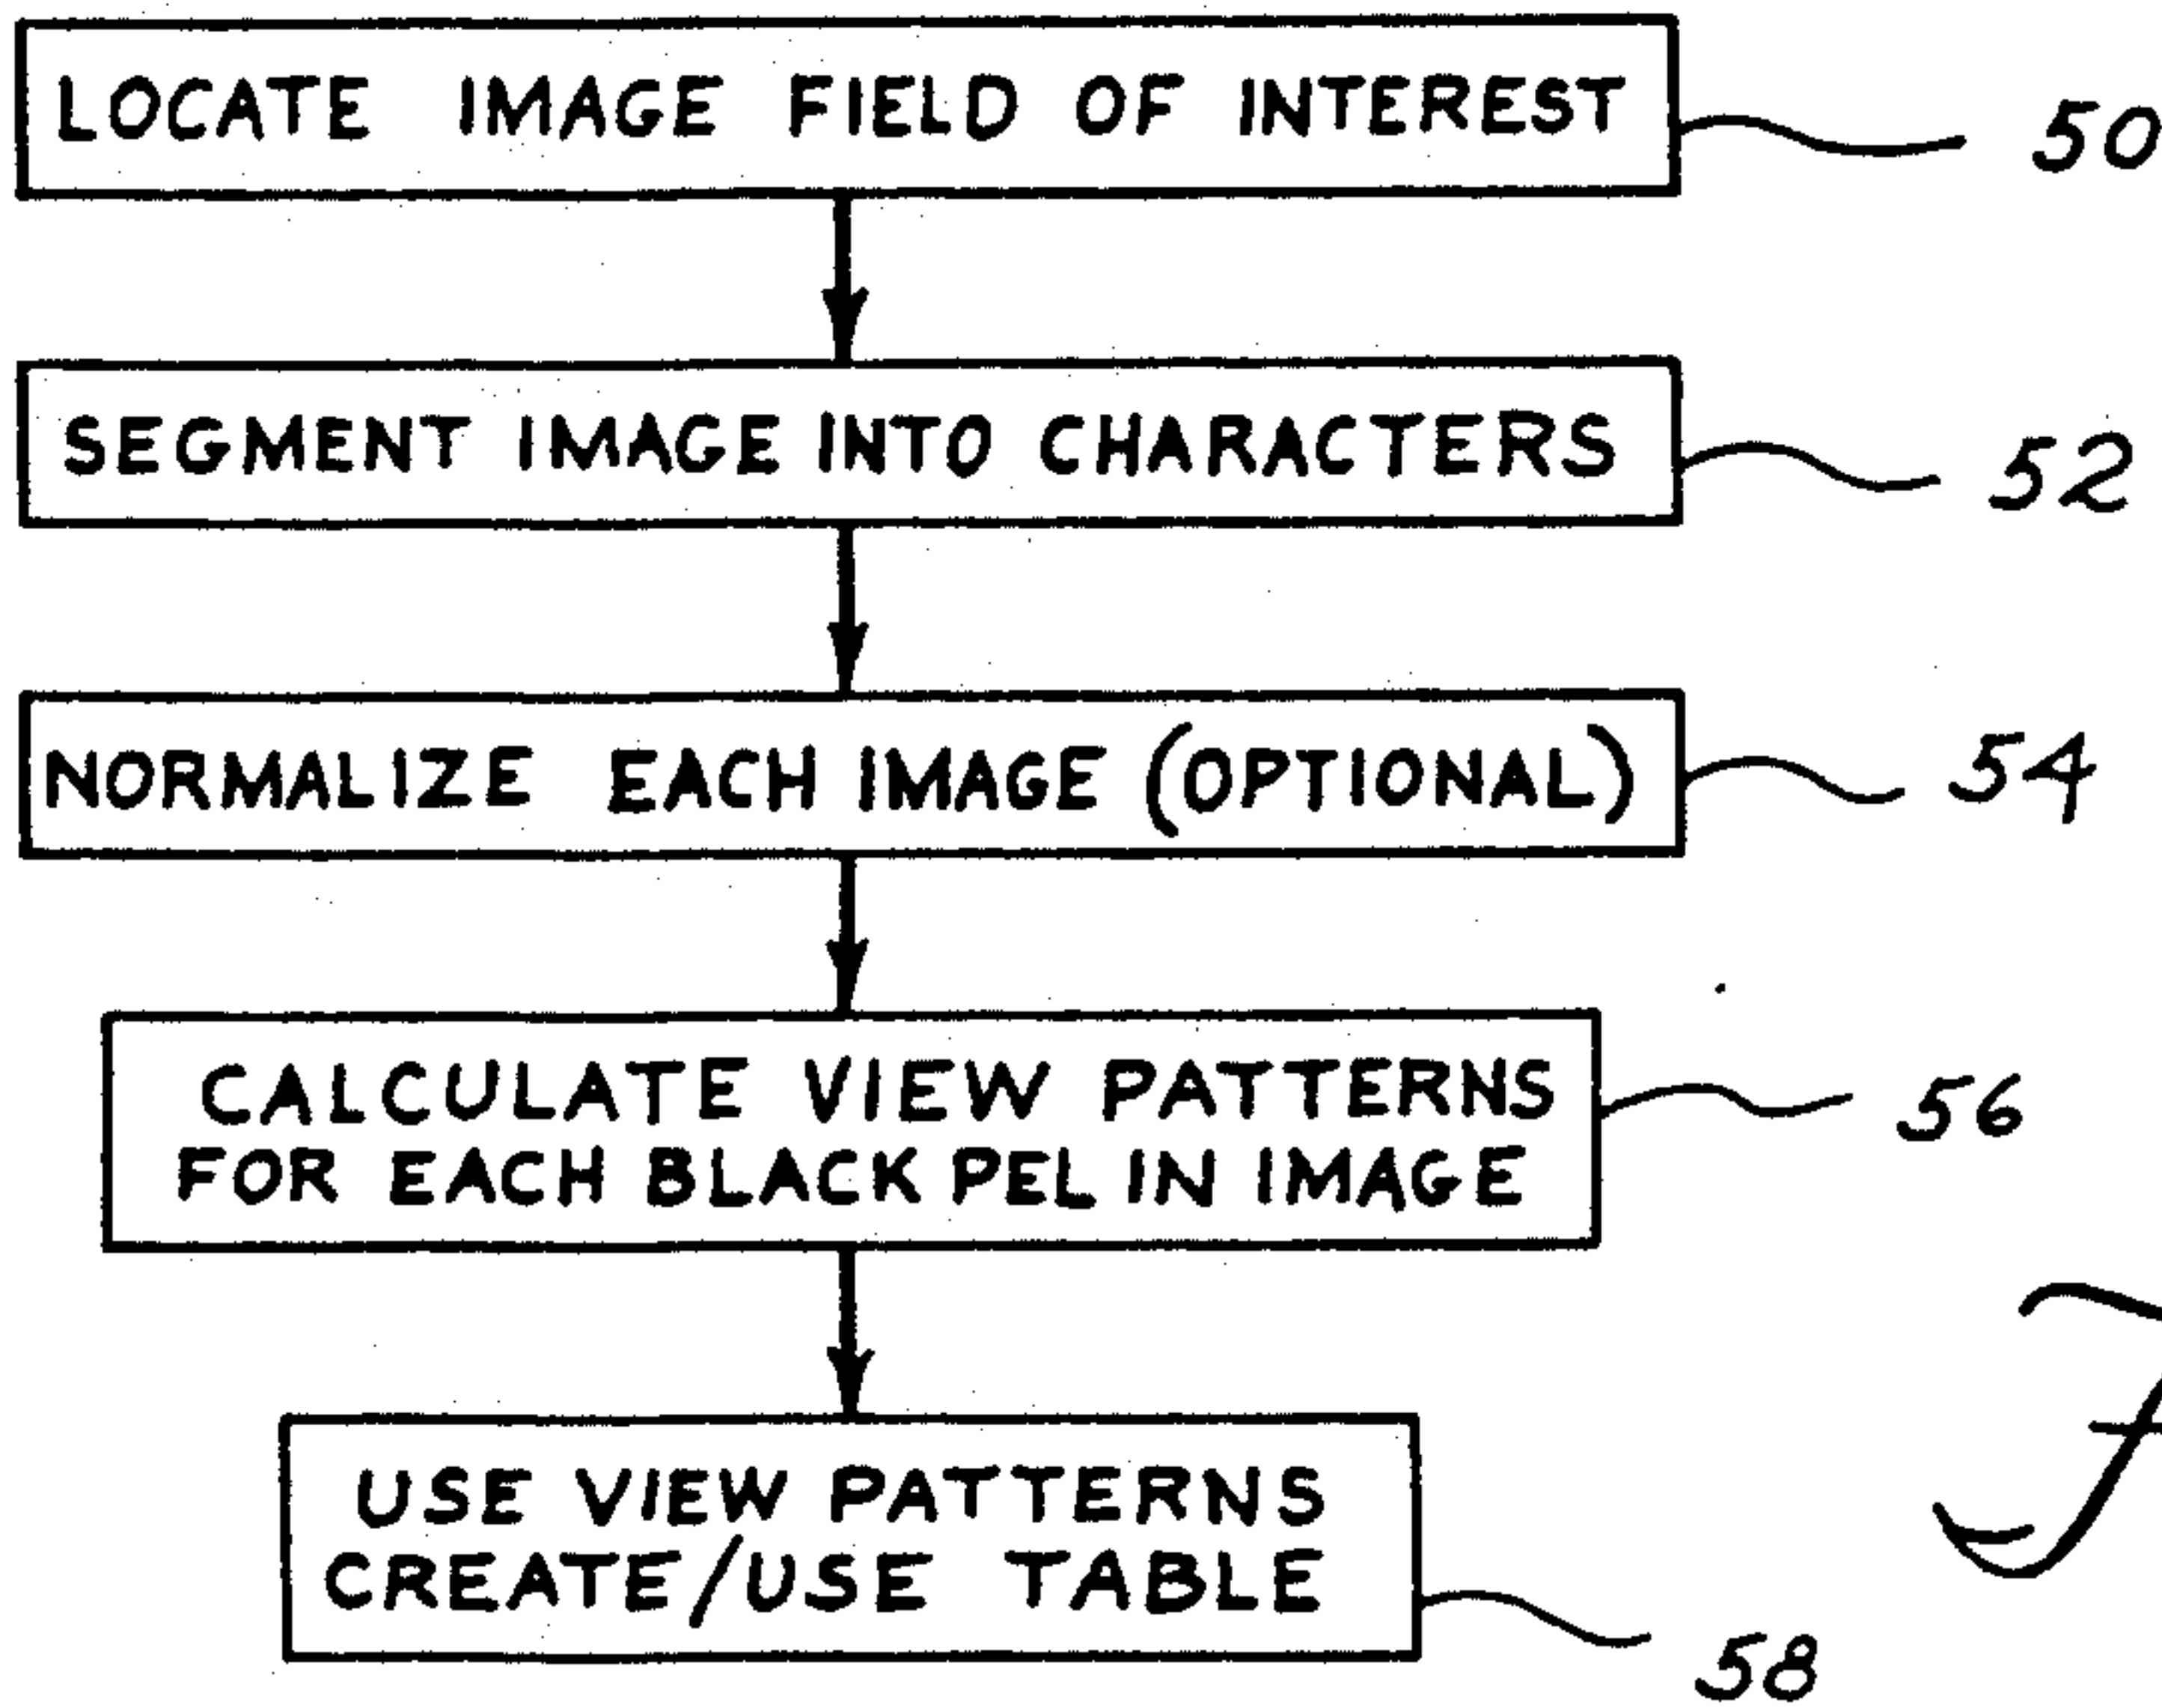 LOCATE IMAGE FIELD OF INTEREST
50
SEGMENT IMAGE INTO CHARACTERS
52
NORMALIZE EACH IMAGE (OPTIONAL)
54
CALCULATE VIEW PATTERNS
FOR EACH BLACK PEL IN IMAGE
56
USE VIEW PATTERNS
CREATE/USE TABLE
58